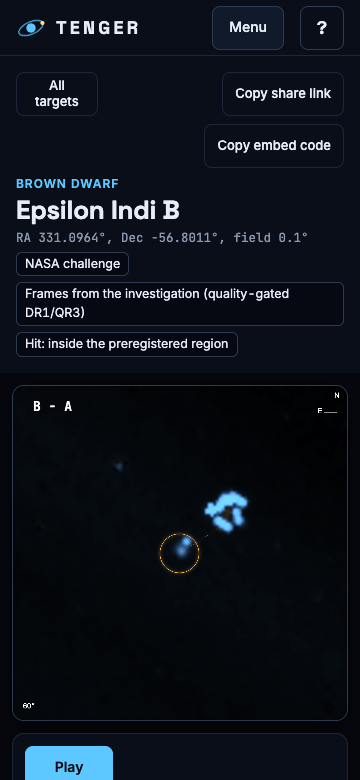 TENGER
Menu
?
All
targets
Copy share link
Copy embed code
BROWN DWARF
Epsilon Indi B
RA 331.0964°, Dec -56.8011°, field 0.1°
NASA challenge
Frames from the investigation (quality-gated
DR1/QR3)
Hit: inside the preregistered region
B - A
N
E
60"
Play